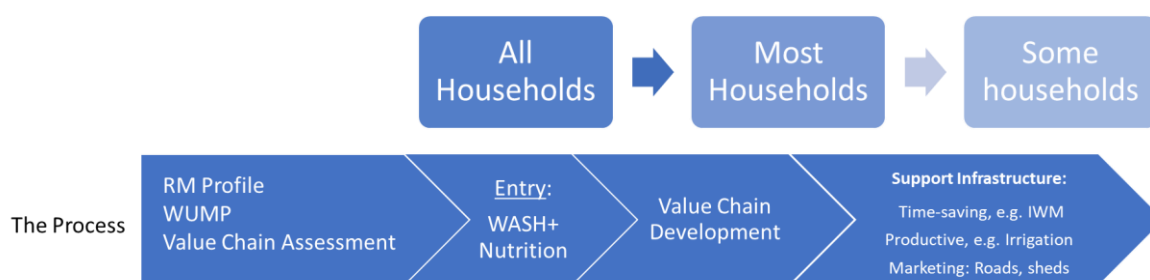 All
Households
Most
Households
Some
households
The Process
RM Profile
WUMP
Value Chain Assessment
Entry:
WASH+
Nutrition
Value Chain
Development
Support Infrastructure:
Time-saving, e.g. IWM
Productive, e.g. Irrigation
Marketing: Roads, sheds